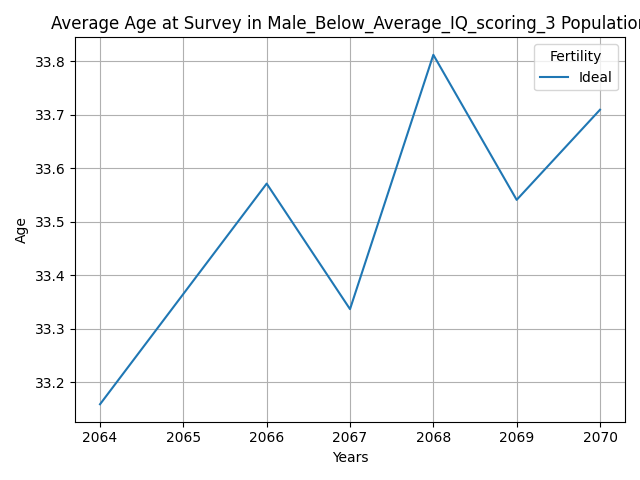 Average Age at Survey in Male_Below_Average_IQ_scoring_3 Population
Fertility
Ideal
33.8
33.7
33.6
33.5
33.4
33.3
33.2
Age
2064 2065 2066 2067 2068 2069 2070
Years